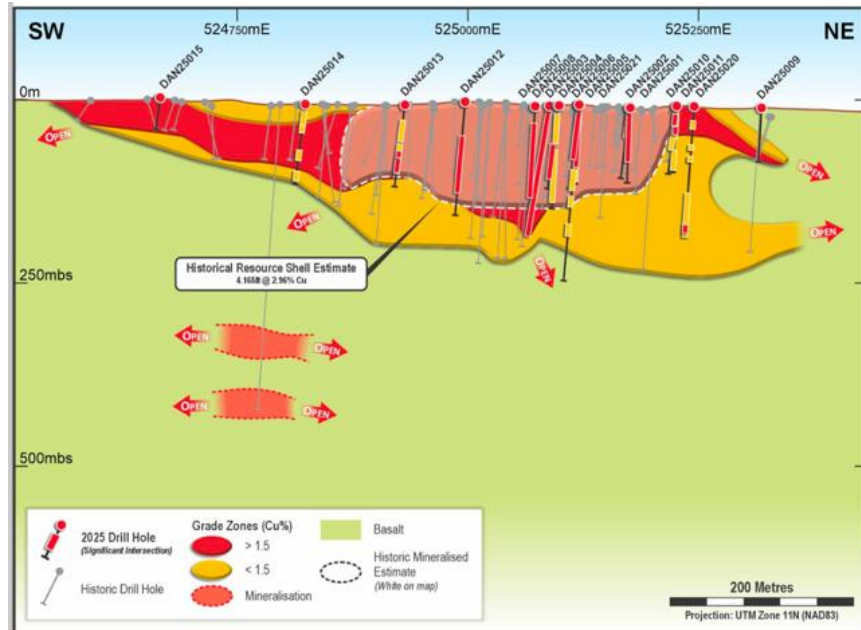 524750mE
525000mE
525250mE
SW
NE
DAN25015
DAN25014
DAN25013
DAN25012
DAN25007
DAN25008
DAN25003
DAN25004
DAN25006
DAN25005
DAN25021
DAN25002
DAN25001
DAN25010
DAN25011
DAN25020
DAN25009
0m
OPEN
OPEN
OPEN
OPEN
Historical Resource Shell Estimate
4.16Mt @ 2.96% Cu
250mbs
OPEN
OPEN
OPEN
OPEN
OPEN
500mbs
2025 Drill Hole
(Significant Intersection)
Historic Drill Hole
Grade Zones (Cu%)
> 1.5
< 1.5
Mineralisation
Basalt
Historic Mineralised
Estimate
(White on map)
200 Metres
Projection: UTM Zone 11N (NAD83)